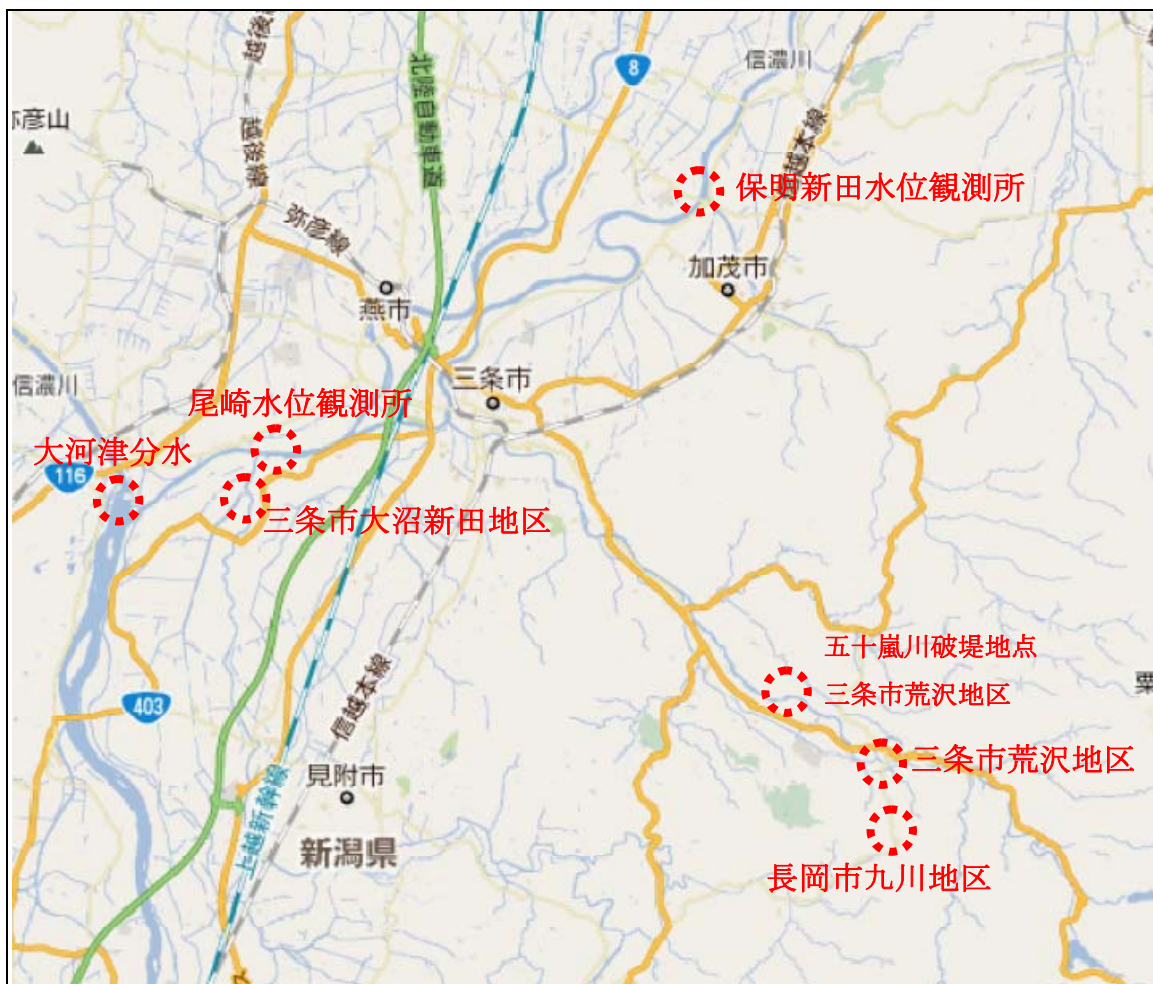 越後
信濃川
8
北陸自動車道
弥彦山
越後線
信越本線
保明新田水位観測所
弥彦線
加茂市
燕市
三条市
信濃川
尾崎水位観測所
大河津分水
116
三条市大沼新田地区
五十嵐川破堤地点
信越本線
三条市荒沢地区
403
三条市荒沢地区
見附市
上越新幹線
新潟県
長岡市九川地区